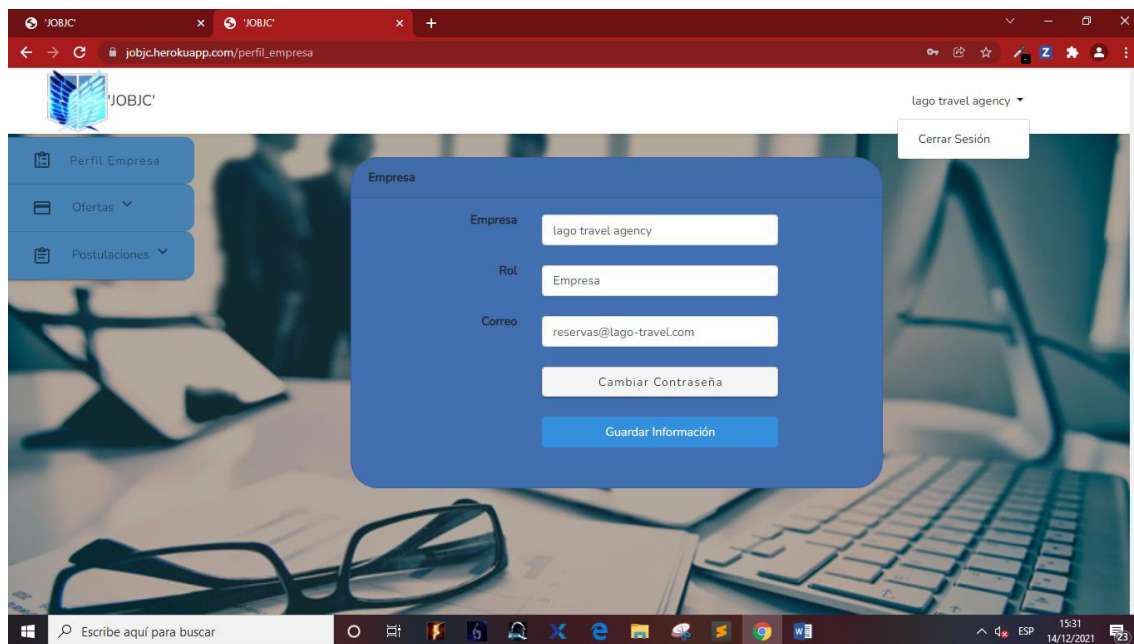 'JOBJC'
'JOBJC'
jobjc.herokuapp.com/perfil_empresa
Z
'JOBJC'
lago travel agency
Cerrar Sesión
Perfil Empresa
Ofertas
Postulaciones
Empresa
Empresa
lago travel agency
Rol
Empresa
Correo
reservas@lago-travel.com
Cambiar Contraseña
Guardar Información
Escribe aquí para buscar
ESP
15:31
14/12/2021
23